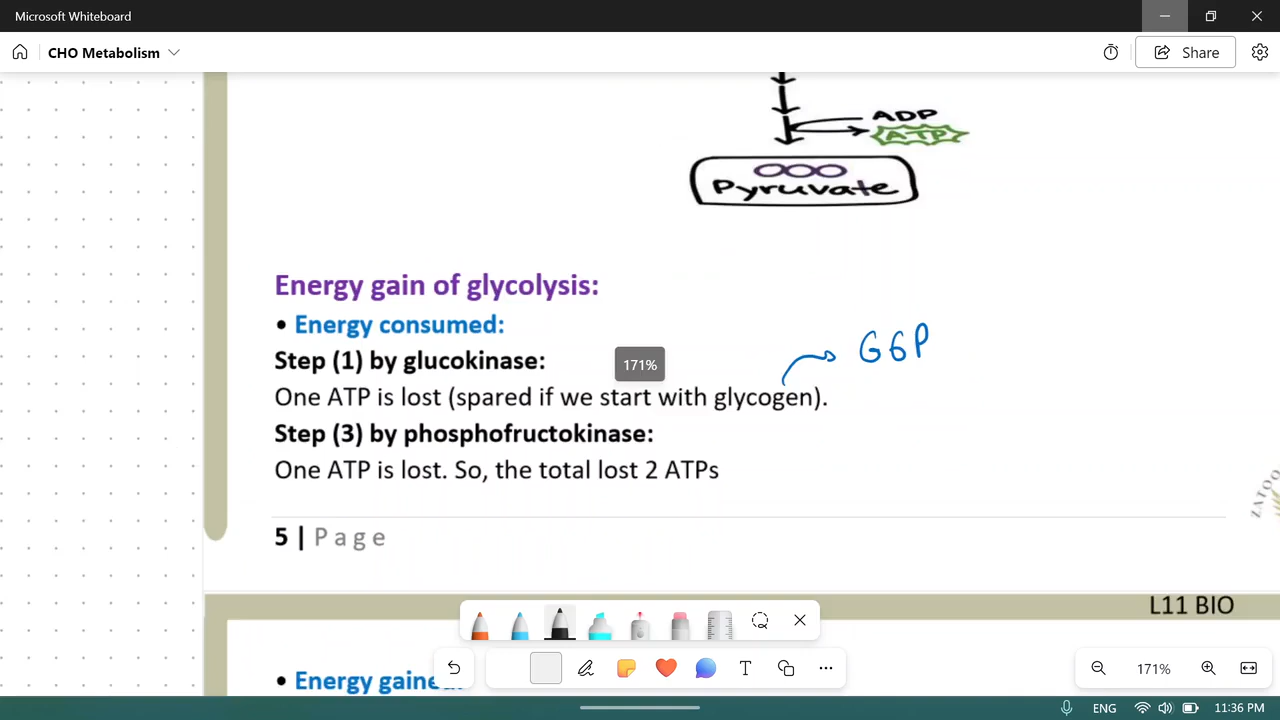 Microsoft Whiteboard
CHO Metabolism
Share
ADP
ATP
Pyruvate
Energy gain of glycolysis:
• Energy consumed:
G6P
Step (1) by glucokinase:
171%
One ATP is lost (spared if we start with glycogen).
Step (3) by phosphofructokinase:
One ATP is lost. So, the total lost 2 ATPs
ZATOO
5 | Page
L11 BIO
• Energy gained:
171%
ENG
11:36 PM